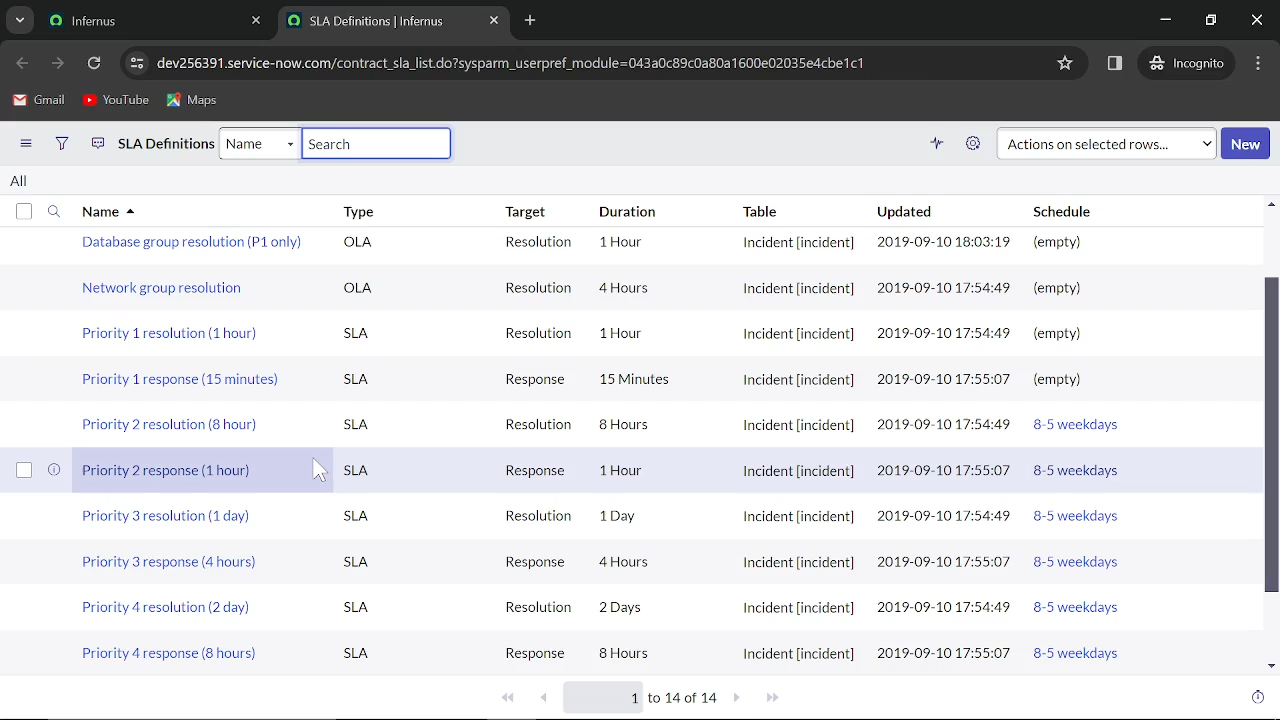 Infernus
SLA Definitions | Infernus
dev256391.service-now.com/contract_sla_list.do?sysparm_userpref_module=043a0c89c0a80a1600e02035e4cbe1c1
Incognito
Gmail YouTube Maps
SLA Definitions Name Search Actions on selected rows... New
All
Name Type Target Duration Table Updated Schedule
Database group resolution (P1 only) OLA Resolution 1 Hour Incident [incident] 2019-09-10 18:03:19 (empty)
Network group resolution OLA Resolution 4 Hours Incident [incident] 2019-09-10 17:54:49 (empty)
Priority 1 resolution (1 hour) SLA Resolution 1 Hour Incident [incident] 2019-09-10 17:54:49 (empty)
Priority 1 response (15 minutes) SLA Response 15 Minutes Incident [incident] 2019-09-10 17:55:07 (empty)
Priority 2 resolution (8 hour) SLA Resolution 8 Hours Incident [incident] 2019-09-10 17:54:49 8-5 weekdays
Priority 2 response (1 hour) SLA Response 1 Hour Incident [incident] 2019-09-10 17:55:07 8-5 weekdays
Priority 3 resolution (1 day) SLA Resolution 1 Day Incident [incident] 2019-09-10 17:54:49 8-5 weekdays
Priority 3 response (4 hours) SLA Response 4 Hours Incident [incident] 2019-09-10 17:55:07 8-5 weekdays
Priority 4 resolution (2 day) SLA Resolution 2 Days Incident [incident] 2019-09-10 17:54:49 8-5 weekdays
Priority 4 response (8 hours) SLA Response 8 Hours Incident [incident] 2019-09-10 17:55:07 8-5 weekdays
1 to 14 of 14